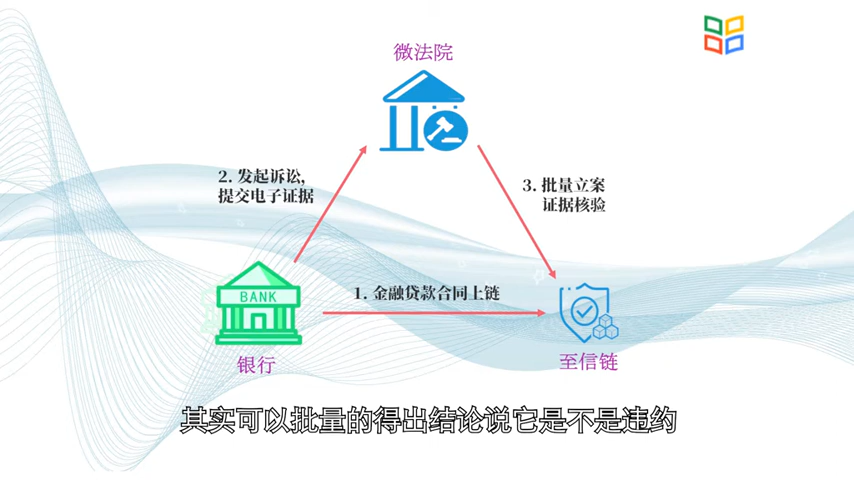 微法院
2. 发起诉讼,
提交电子证据
3. 批量立案
证据核验
BANK
1. 金融贷款合同上链
银行
至信链
其实可以批量的得出结论说它是不是违约